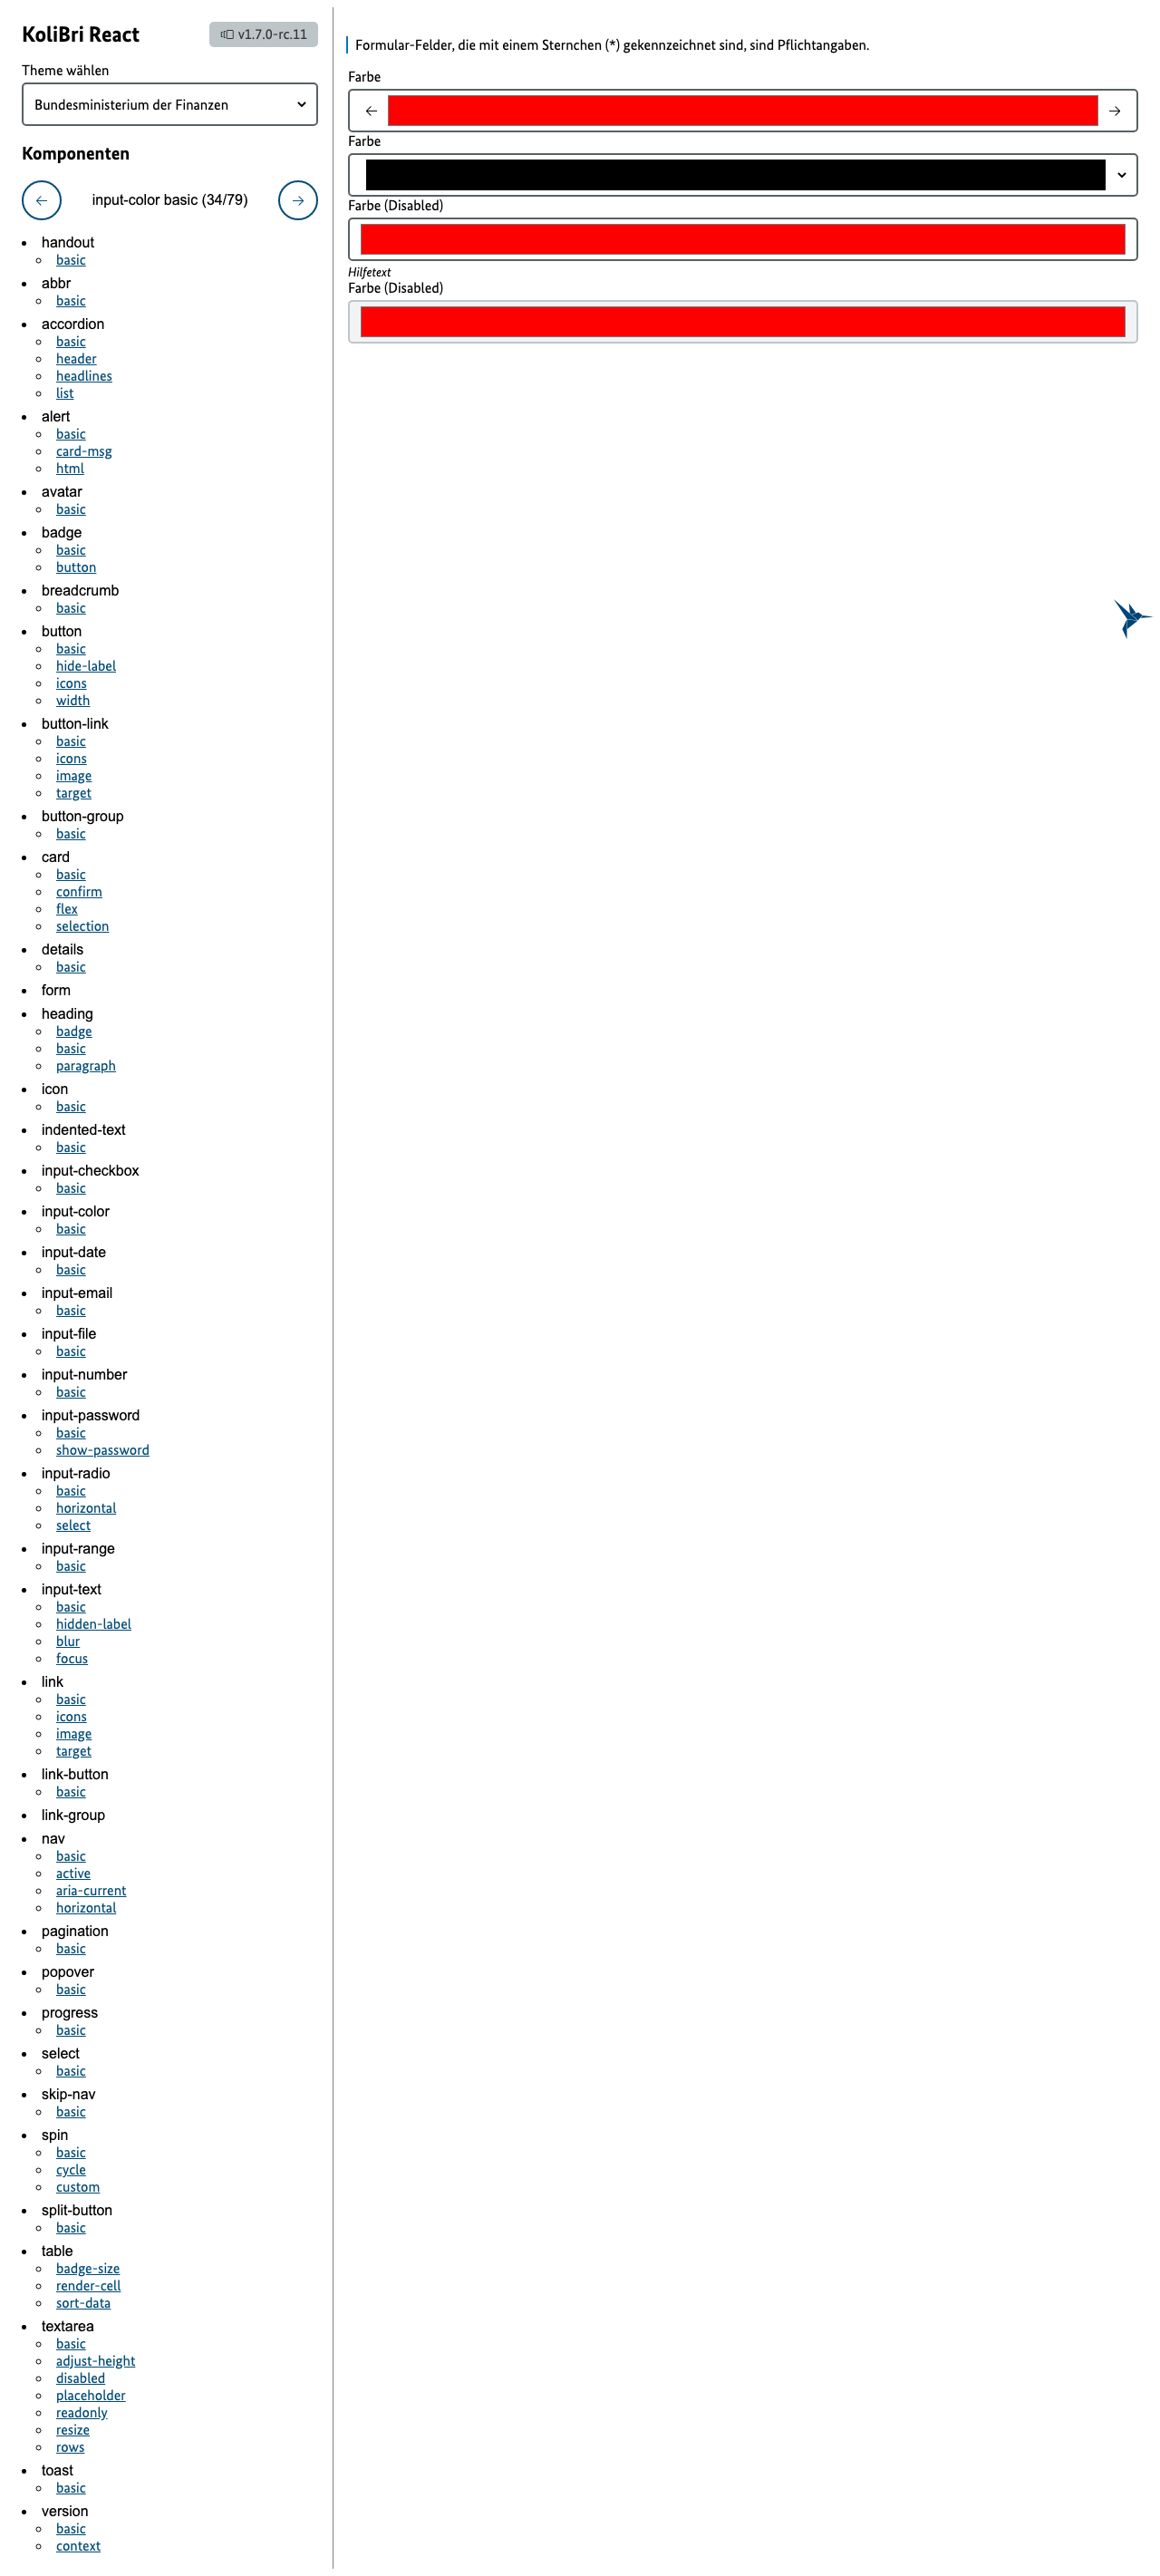 KoliBri React
v1.7.0-rc.11
Theme wählen
Bundesministerium der Finanzen
Komponenten
input-color basic (34/79)
handout
basic
abbr
basic
accordion
basic
header
headlines
list
alert
basic
card-msg
html
avatar
basic
badge
basic
button
breadcrumb
basic
button
basic
hide-label
icons
width
button-link
basic
icons
image
target
button-group
basic
card
basic
confirm
flex
selection
details
basic
form
heading
badge
basic
paragraph
icon
basic
indented-text
basic
input-checkbox
basic
input-color
basic
input-date
basic
input-email
basic
input-file
basic
input-number
basic
input-password
basic
show-password
input-radio
basic
horizontal
select
input-range
basic
input-text
basic
hidden-label
blur
focus
link
basic
icons
image
target
link-button
basic
link-group
nav
basic
active
aria-current
horizontal
pagination
basic
popover
basic
progress
basic
select
basic
skip-nav
basic
spin
basic
cycle
custom
split-button
basic
table
badge-size
render-cell
sort-data
textarea
basic
adjust-height
disabled
placeholder
readonly
resize
rows
toast
basic
version
basic
context
Formular-Felder, die mit einem Sternchen (*) gekennzeichnet sind, sind Pflichtangaben.
Farbe
Farbe
Farbe (Disabled)
Hilfetext
Farbe (Disabled)